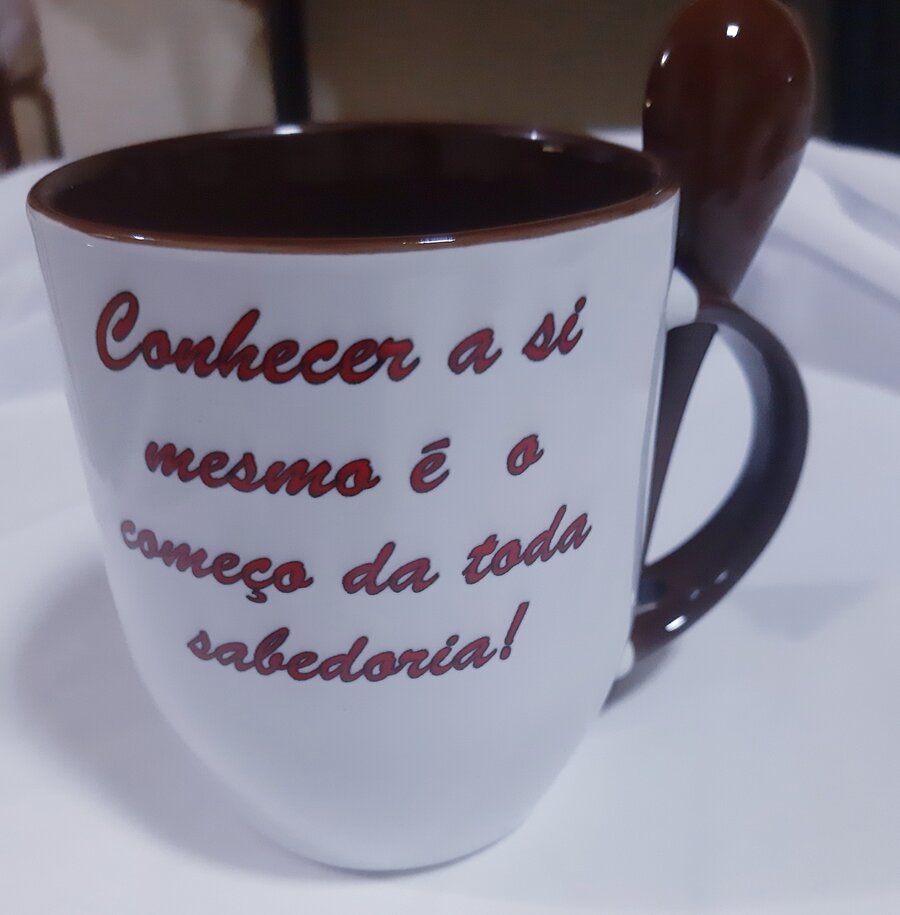 Conhecer a si
mesmo é o
começo da toda
sabedoria!